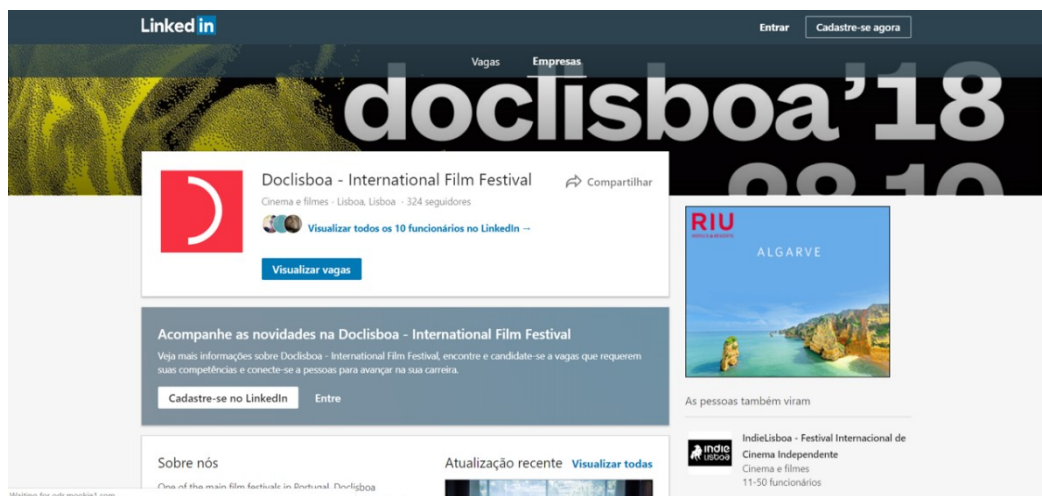 Linked in
Entrar
Cadastre-se agora
Vagas
Empresas
doclisboa'18
Doclisboa - International Film Festival
Compartilhar
Cinema e filmes - Lisboa, Lisboa - 324 seguidores
Visualizar todos os 10 funcionários no LinkedIn →
Visualizar vagas
Acompanhe as novidades na Doclisboa - International Film Festival
Veja mais informações sobre Doclisboa - International Film Festival, encontre e candidate-se a vagas que requerem
suas competências e conecte-se a pessoas para avançar na sua carreira.
Cadastre-se no LinkedIn
Entre
Sobre nós
One of the main film festivals in Portugal, Doclisboa
Atualização recente
Visualizar todas
RIU
ALGARVE
As pessoas também viram
indie
LISBOA
IndieLisboa - Festival Internacional de
Cinema Independente
Cinema e filmes
11-50 funcionários